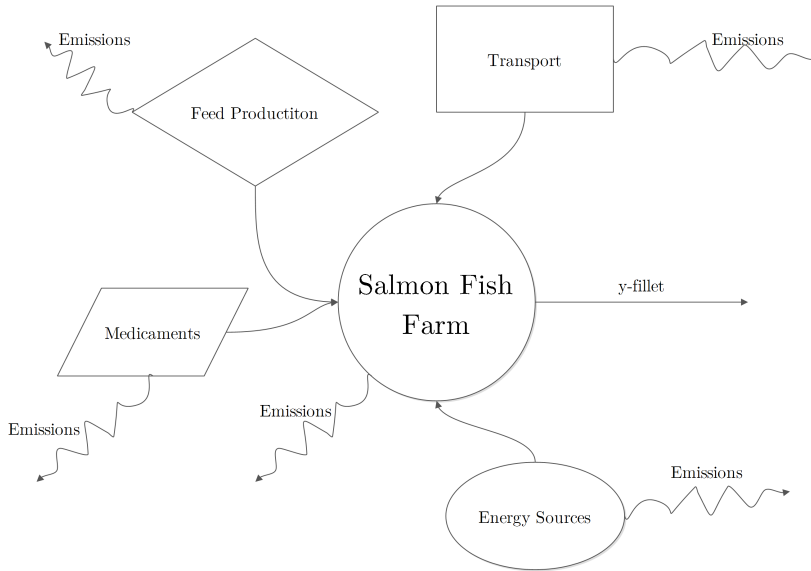 Emissions
Emissions
Transport
Feed Productiton
y-fillet
Salmon Fish
Farm
Medicaments
Emissions
Emissions
Emissions
Energy Sources